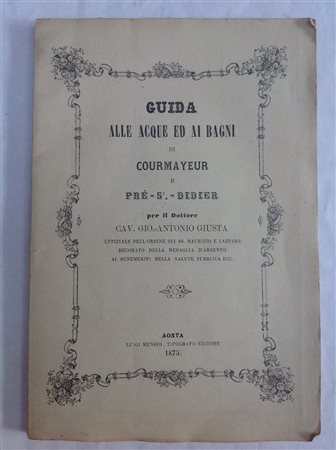 GUIDA
ALLE ACQUE ED AI BAGNI
DI
COURMAYEUR
E
PRÉ-St.-DIDIER
per il Dottore
CAV. GIO.-ANTONIO GIUSTA
UFFIZIALE DELL'ORDINE DEI SS. MAURIZIO E LAZZARO
DECORATO DELLA MEDAGLIA D'ARGENTO
AI BENEMERITI DELLA SALUTE PUBBLICA ECC.
AOSTA
LUIGI MENSIO, TIPOGRAFO EDITORE
1875.